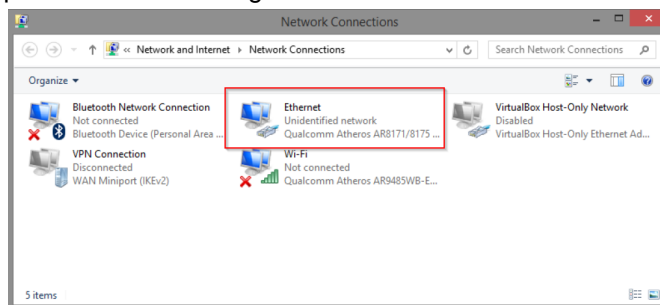 Network Connections
« Network and Internet ▸ Network Connections
Search Network Connections
Organize ▾
Bluetooth Network Connection
Not connected
Bluetooth Device (Personal Area ...
Ethernet
Unidentified network
Qualcomm Atheros AR8171/8175 ...
VirtualBox Host-Only Network
Disabled
VirtualBox Host-Only Ethernet Ad...
VPN Connection
Disconnected
WAN Miniport (IKEv2)
Wi-Fi
Not connected
Qualcomm Atheros AR9485WB-E...
5 items